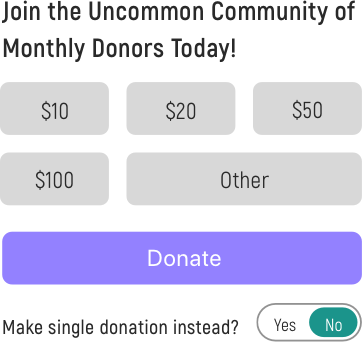 Join the Uncommon Community of
Monthly Donors Today!
$10 $20 $50
$100 Other
Donate
Make single donation instead? Yes No